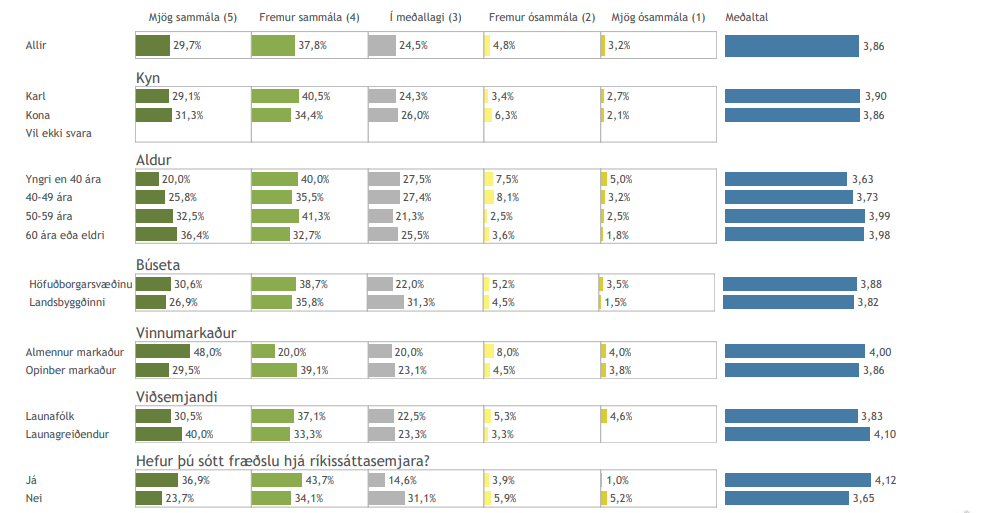 Mjög sammála (5) Fremur sammála (4) Í meðallagi (3) Fremur ósammála (2) Mjög ósammála (1) Meðaltal
Allir 29,7% 37,8% 24,5% 4,8% 3,2% 3,86
Kyn
Karl 29,1% 40,5% 24,3% 3,4% 2,7% 3,90
Kona 31,3% 34,4% 26,0% 6,3% 2,1% 3,86
Vil ekki svara
Aldur
Yngri en 40 ára 20,0% 40,0% 27,5% 7,5% 5,0% 3,63
40-49 ára 25,8% 35,5% 27,4% 8,1% 3,2% 3,73
50-59 ára 32,5% 41,3% 21,3% 2,5% 2,5% 3,99
60 ára eða eldri 36,4% 32,7% 25,5% 3,6% 1,8% 3,98
Búseta
Höfuðborgarsvæðinu 30,6% 38,7% 22,0% 5,2% 3,5% 3,88
Landsbyggðinni 26,9% 35,8% 31,3% 4,5% 1,5% 3,82
Vinnumarkaður
Almennur markaður 48,0% 20,0% 20,0% 8,0% 4,0% 4,00
Opinber markaður 29,5% 39,1% 23,1% 4,5% 3,8% 3,86
Viðsemjandi
Launafólk 30,5% 37,1% 22,5% 5,3% 4,6% 3,83
Launagreiðendur 40,0% 33,3% 23,3% 3,3% 4,10
Hefur þú sótt fræðslu hjá ríkissáttasemjara?
Já 36,9% 43,7% 14,6% 3,9% 1,0% 4,12
Nei 23,7% 34,1% 31,1% 5,9% 5,2% 3,65